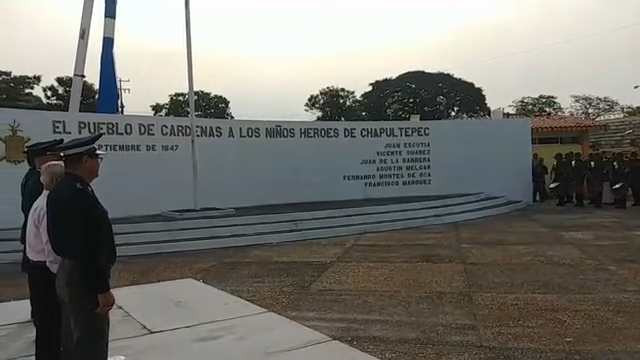 EL PUEBLO DE CARDENAS A LOS NIÑOS HEROES DE CHAPULTEPEC
PTIEMBRE DE 1847
JUAN ESCUTIA
VICENTE SUAREZ
JUAN DE LA BARRERA
AGUSTIN MELGAR
FERNANDO MONTES DE OCA
FRANCISCO MARQUEZ